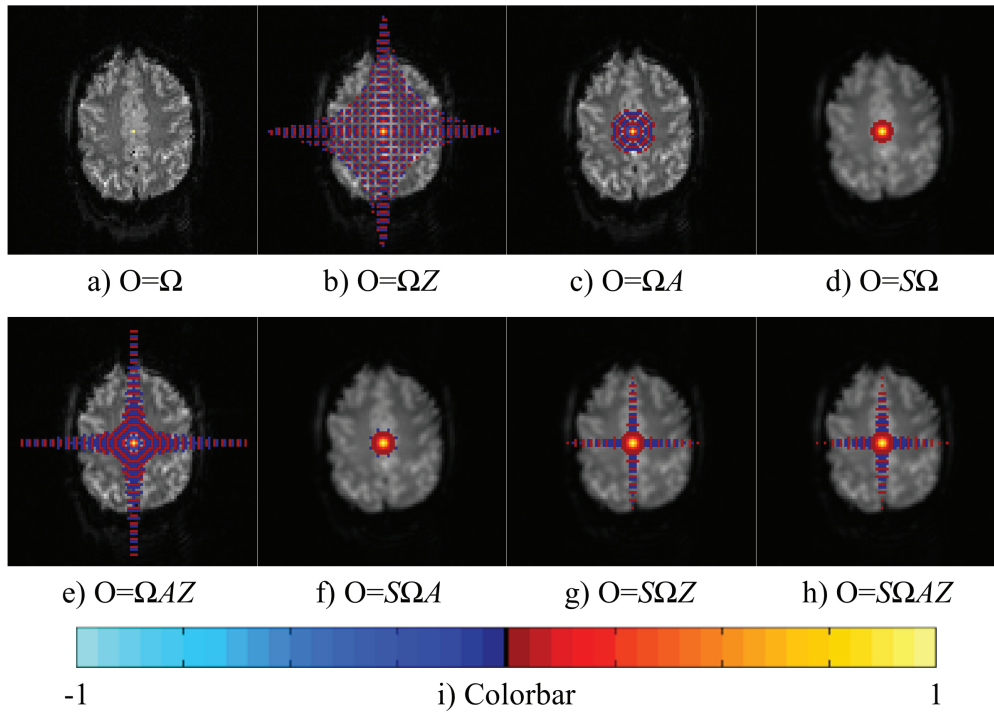 a) O=Ω
b) O=ΩZ
c) O=ΩA
d) O=SΩ
e) O=ΩAZ
f) O=SΩA
g) O=SΩZ
h) O=SΩAZ
-1
i) Colorbar
1